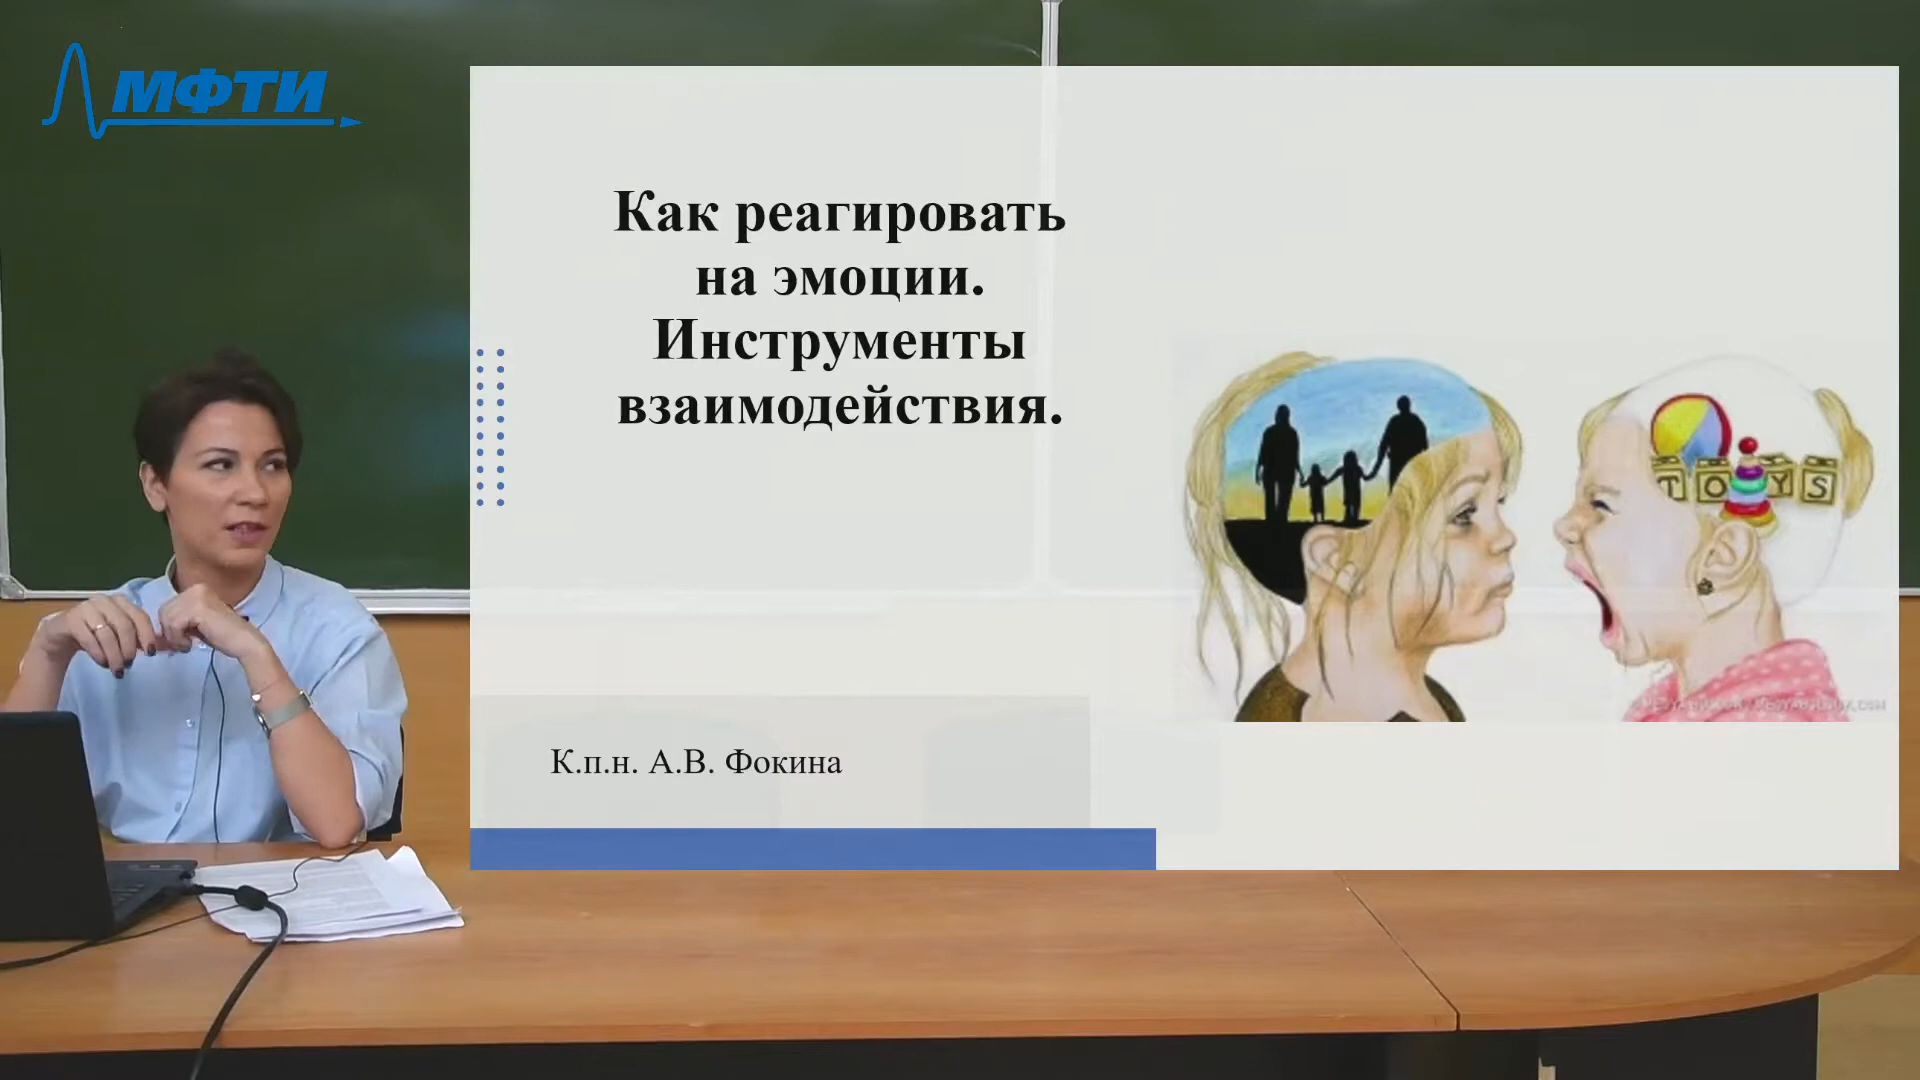 МФТИ
Как реагировать
на эмоции.
Инструменты
взаимодействия.
TOYS
К.п.н. А.В. Фокина